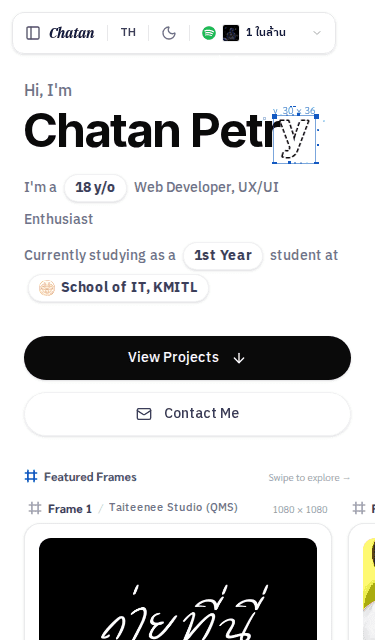 Chatan TH 1 ในล้าน
Hi, I'm
y 30 x 36
Chatan Petry
I'm a 18 y/o Web Developer, UX/UI
Enthusiast
Currently studying as a 1st Year student at
School of IT, KMITL
View Projects ↓
Contact Me
Featured Frames Swipe to explore →
Frame 1 / Taiteenee Studio (QMS) 1080 × 1080
ถ่ายที่นี่